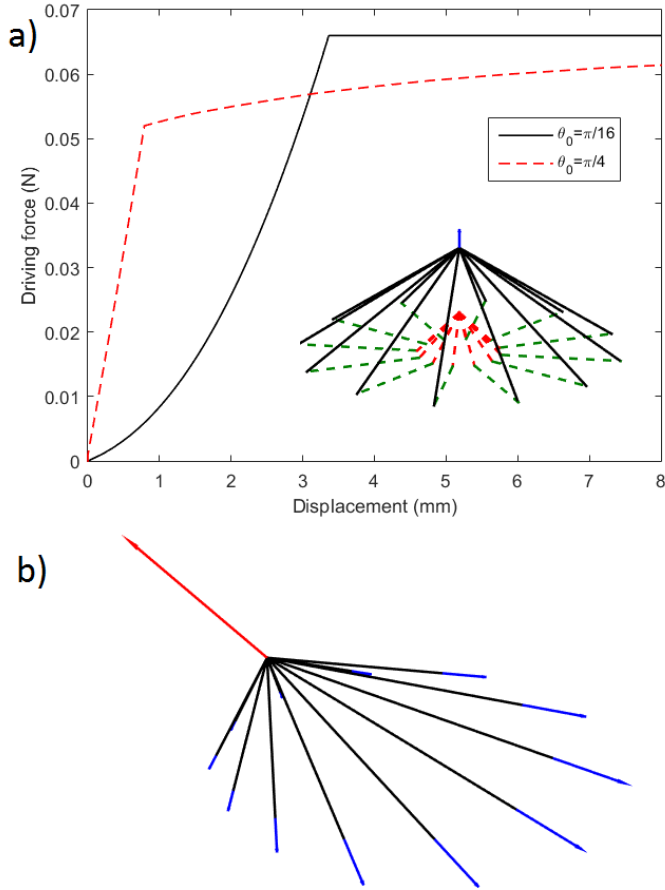 a)
0.07
0.06
0.05
0.04
0.03
0.02
0.01
0
Driving force (N)
θ₀=π/16
θ₀=π/4
0 1 2 3 4 5 6 7 8
Displacement (mm)
b)